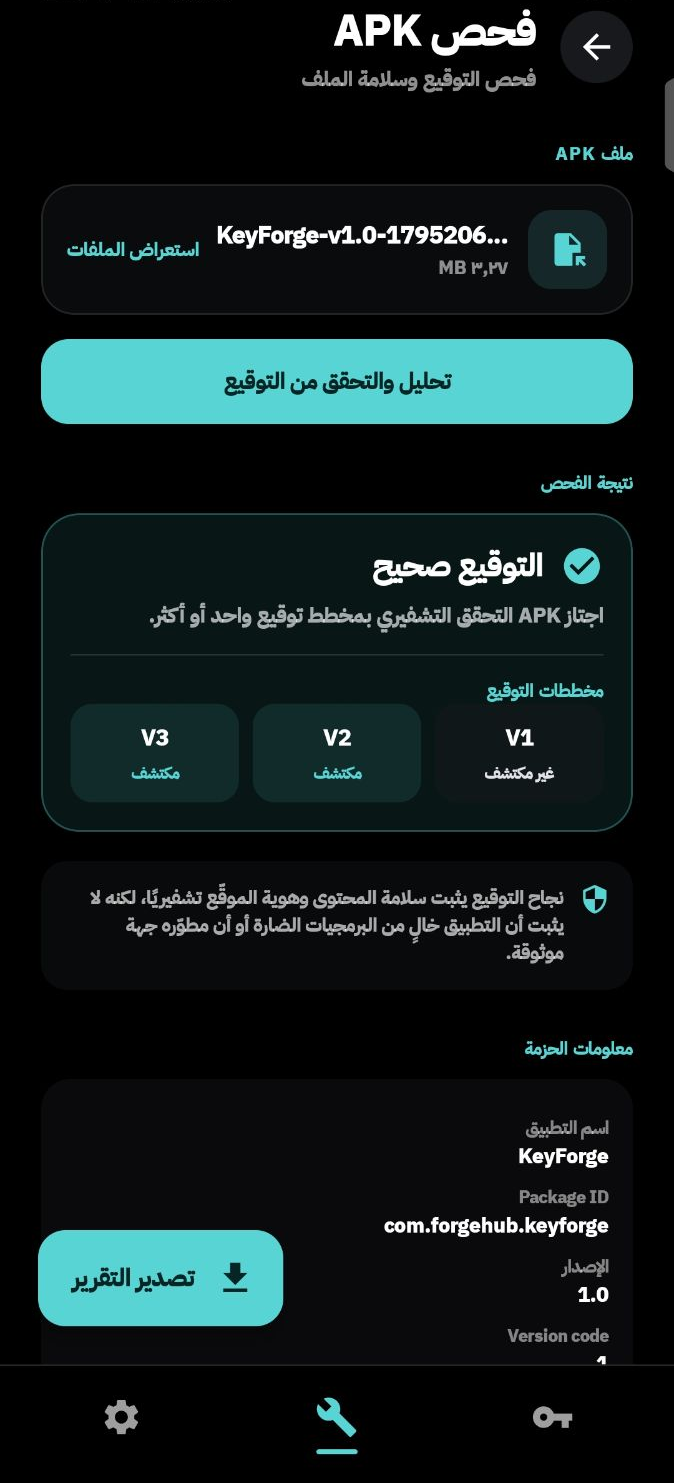 فحص APK
فحص التوقيع وسلامة الملف
ملف APK
KeyForge-v1.0-1795206...
٣,٢٧ MB
استعراض الملفات
تحليل والتحقق من التوقيع
نتيجة الفحص
التوقيع صحيح
اجتاز APK التحقق التشفيري بمخطط توقيع واحد أو أكثر.
مخططات التوقيع
V1
غير مكتشف
V2
مكتشف
V3
مكتشف
نجاح التوقيع يثبت سلامة المحتوى وهوية الموقّع تشفيريًا، لكنه لا
يثبت أن التطبيق خالٍ من البرمجيات الضارة أو أن مطوّره جهة
موثوقة.
معلومات الحزمة
اسم التطبيق
KeyForge
Package ID
com.forgehub.keyforge
الإصدار
1.0
Version code
1
تصدير التقرير